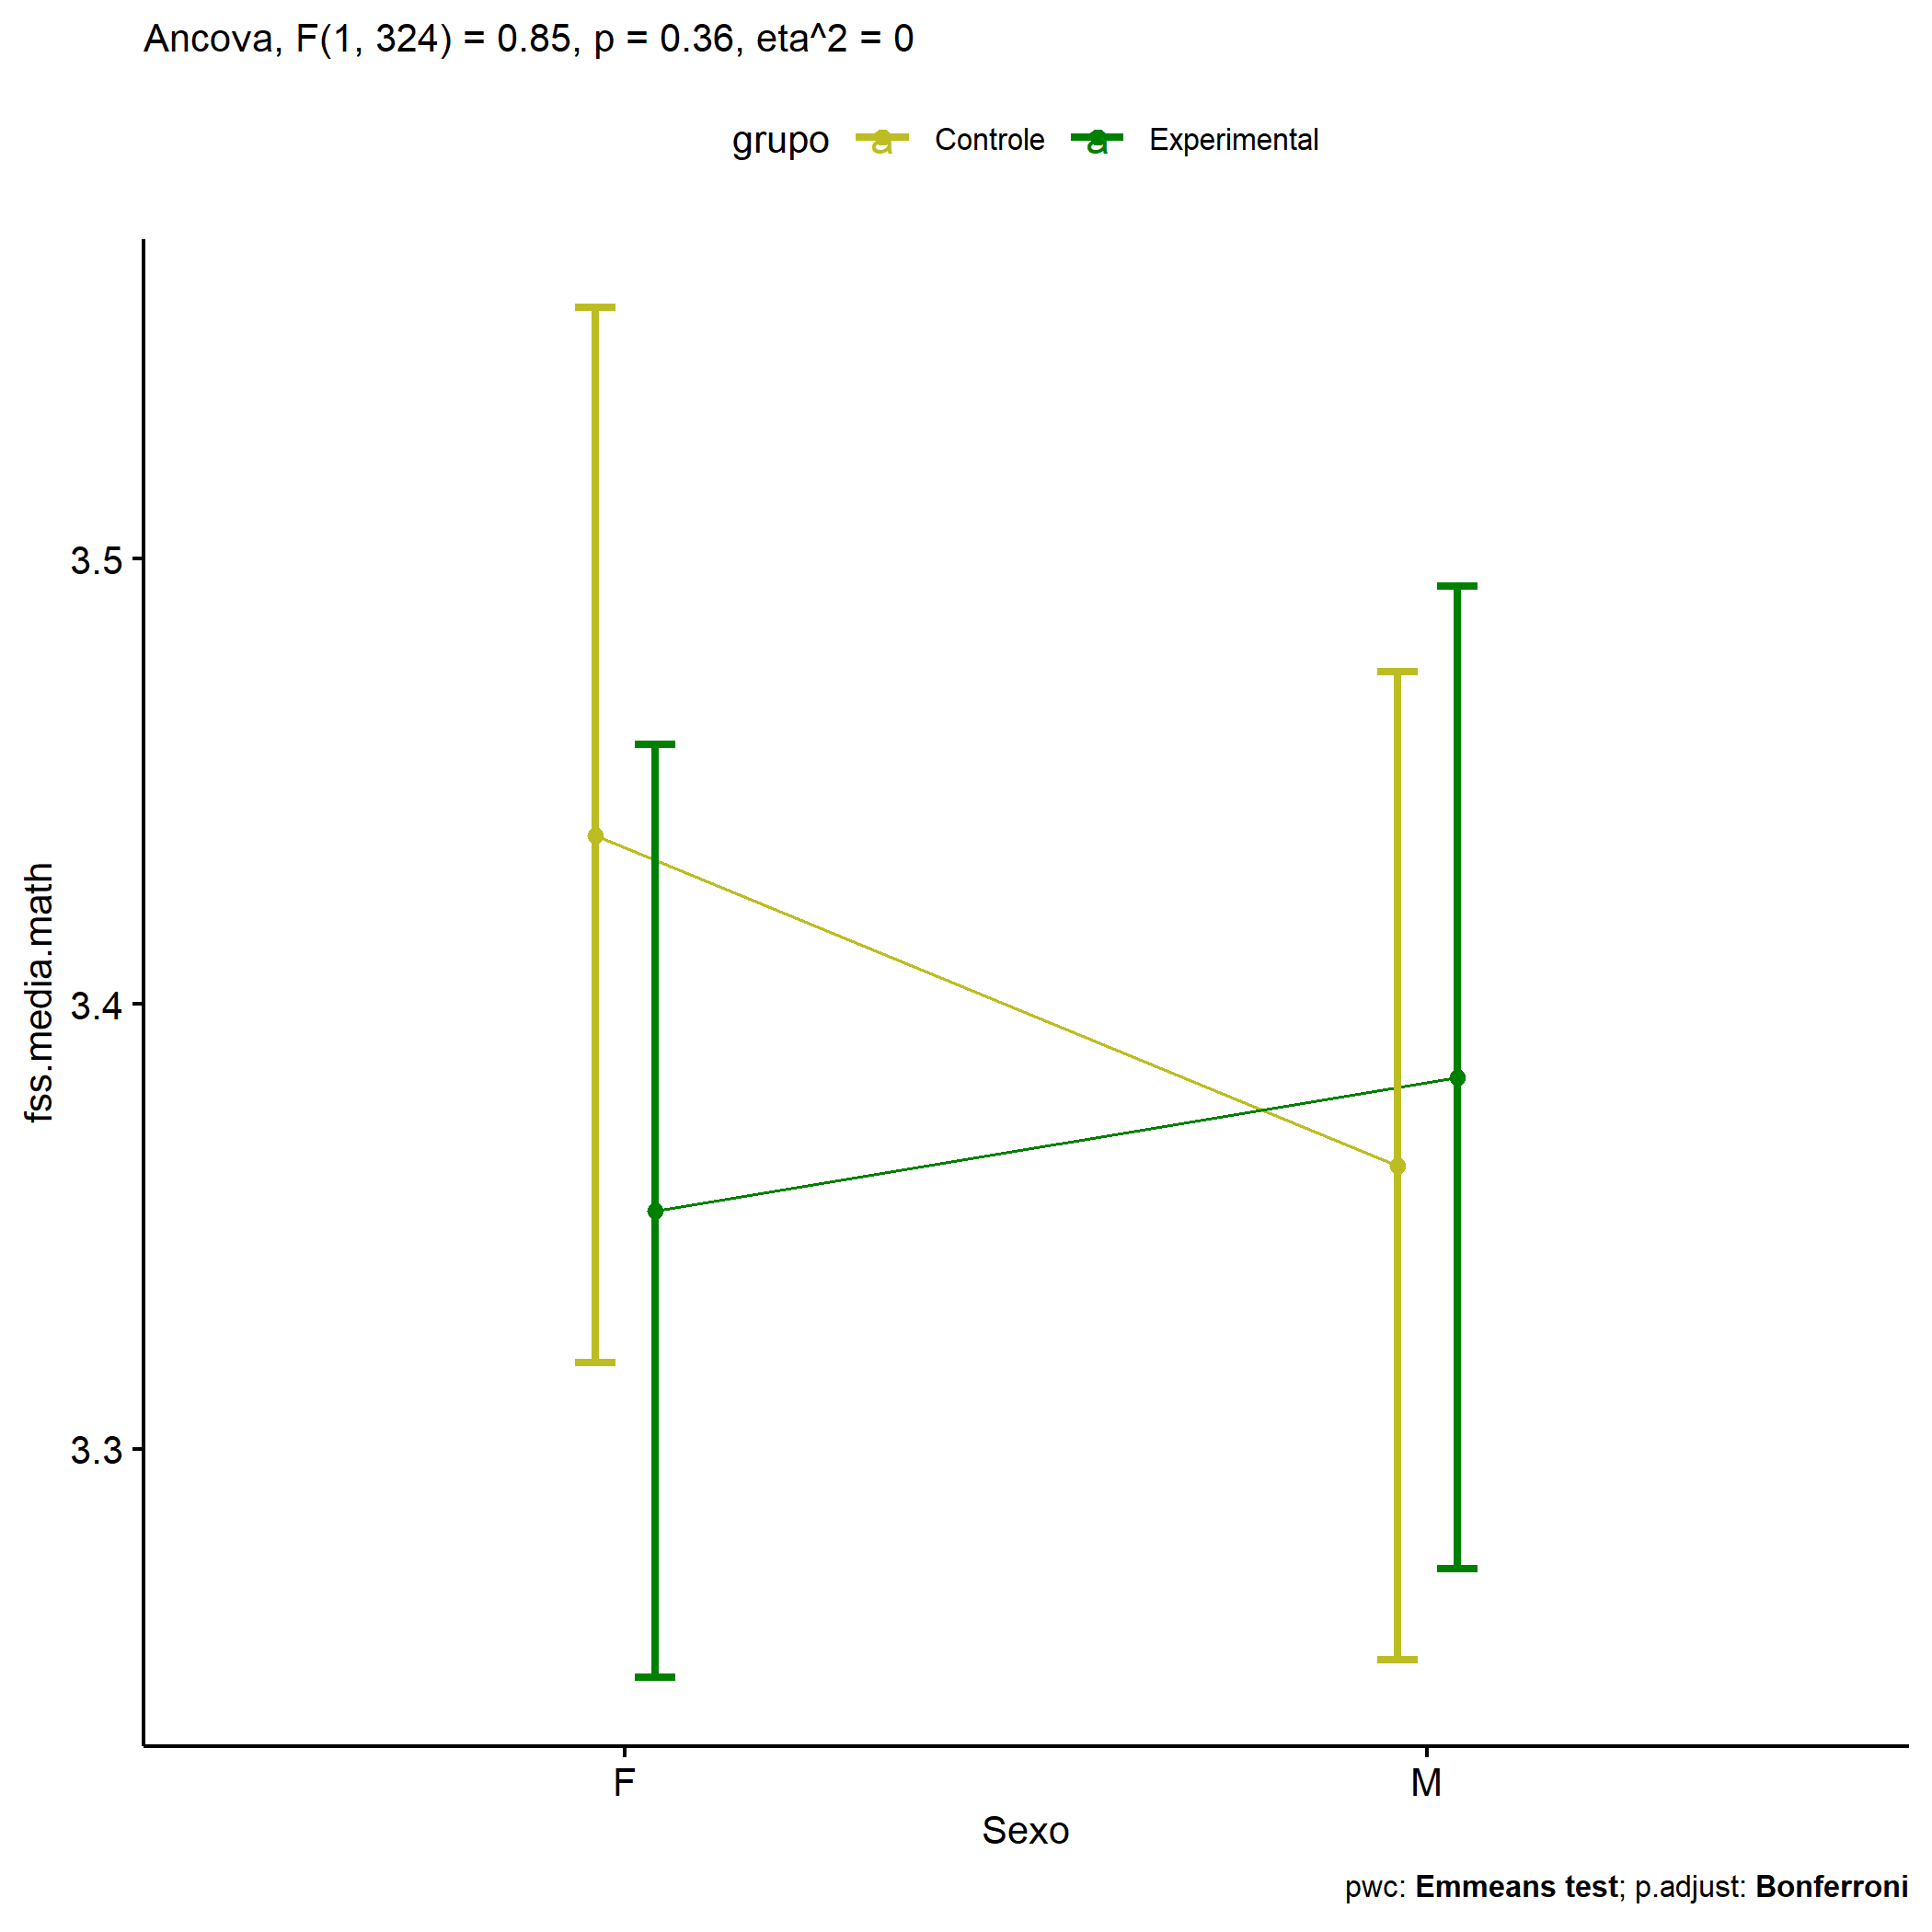 Ancova, F(1, 324) = 0.85, p = 0.36, eta^2 = 0
grupo a Controle a Experimental
3.5
3.4
3.3
fss.media.math
F M
Sexo
pwc: Emmeans test; p.adjust: Bonferroni